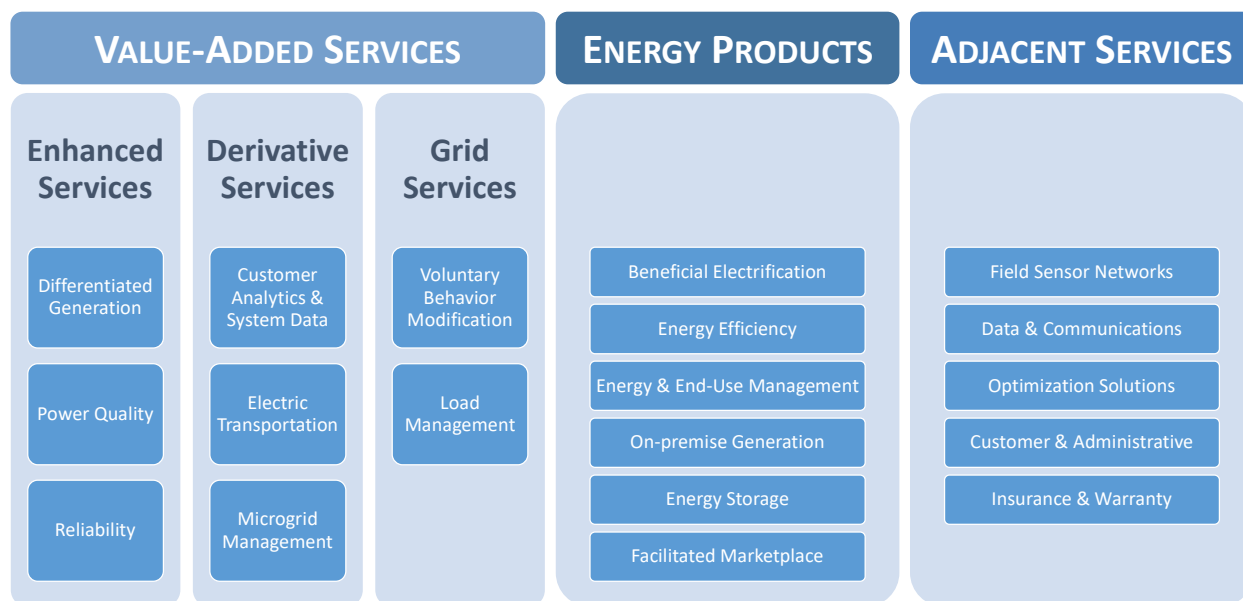 VALUE-ADDED SERVICES
Enhanced
Services
Differentiated
Generation
Power Quality
Reliability
Derivative
Services
Customer
Analytics &
System Data
Electric
Transportation
Microgrid
Management
Grid
Services
Voluntary
Behavior
Modification
Load
Management
ENERGY PRODUCTS
Beneficial Electrification
Energy Efficiency
Energy & End-Use Management
On-premise Generation
Energy Storage
Facilitated Marketplace
ADJACENT SERVICES
Field Sensor Networks
Data & Communications
Optimization Solutions
Customer & Administrative
Insurance & Warranty